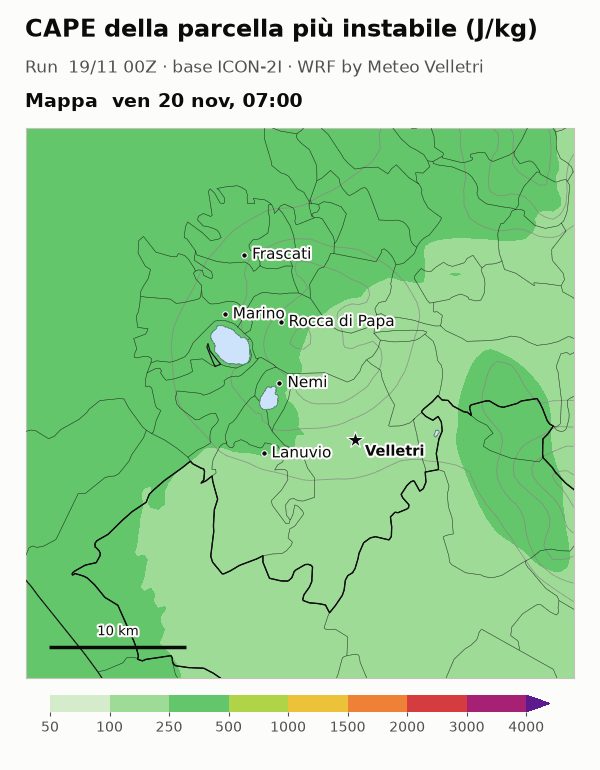 CAPE della parcella più instabile (J/kg)
Run  19/11 00Z · base ICON-2I · WRF by Meteo Velletri
Mappa  ven 20 nov, 07:00
Frascati
Marino
Rocca di Papa
Nemi
Velletri
Lanuvio
10 km
50 100 250 500 1000 1500 2000 3000 4000